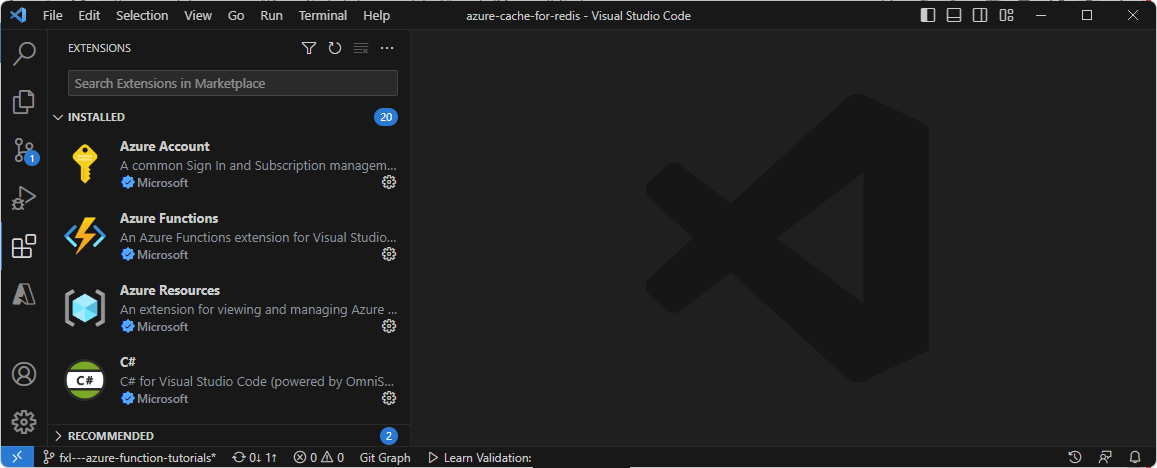 File Edit Selection View Go Run Terminal Help azure-cache-for-redis - Visual Studio Code
EXTENSIONS
Search Extensions in Marketplace
INSTALLED 20
Azure Account
A common Sign In and Subscription managem...
Microsoft
1
Azure Functions
An Azure Functions extension for Visual Studio...
Microsoft
Azure Resources
An extension for viewing and managing Azure ...
Microsoft
C#
C#
C# for Visual Studio Code (powered by OmniS...
Microsoft
RECOMMENDED 2
fxl---azure-function-tutorials* 0↓ 1↑ 0 0 Git Graph Learn Validation: